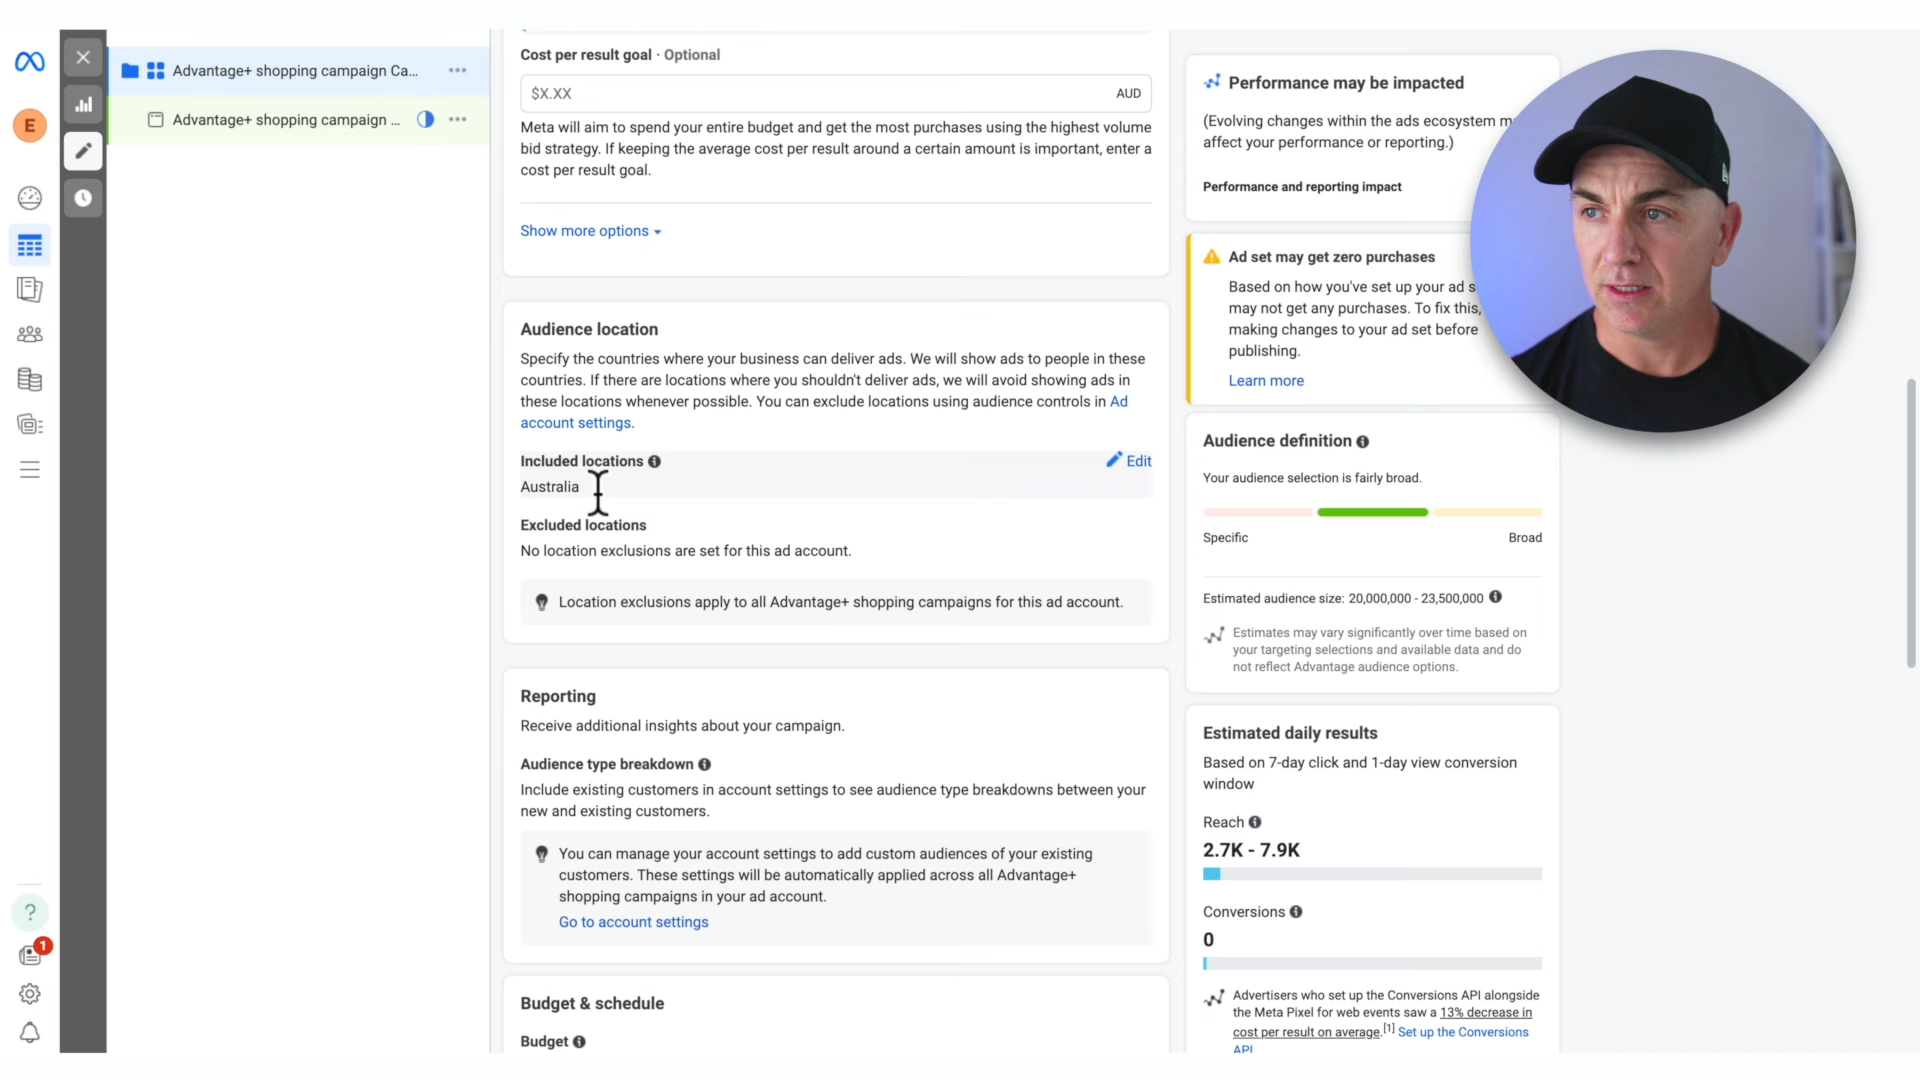 E
Advantage+ shopping campaign Ca...
Advantage+ shopping campaign ...
Cost per result goal · Optional
$X.XX
AUD
Meta will aim to spend your entire budget and get the most purchases using the highest volume
bid strategy. If keeping the average cost per result around a certain amount is important, enter a
cost per result goal.
Show more options
Audience location
Specify the countries where your business can deliver ads. We will show ads to people in these
countries. If there are locations where you shouldn't deliver ads, we will avoid showing ads in
these locations whenever possible. You can exclude locations using audience controls in Ad
account settings.
Included locations
Edit
Australia
Excluded locations
No location exclusions are set for this ad account.
Location exclusions apply to all Advantage+ shopping campaigns for this ad account.
Reporting
Receive additional insights about your campaign.
Audience type breakdown
Include existing customers in account settings to see audience type breakdowns between your
new and existing customers.
You can manage your account settings to add custom audiences of your existing
customers. These settings will be automatically applied across all Advantage+
shopping campaigns in your ad account.
Go to account settings
Budget & schedule
Budget
Performance may be impacted
(Evolving changes within the ads ecosystem m
affect your performance or reporting.)
Performance and reporting impact
Ad set may get zero purchases
Based on how you've set up your ad s
may not get any purchases. To fix this,
making changes to your ad set before
publishing.
Learn more
Audience definition
Your audience selection is fairly broad.
Specific
Broad
Estimated audience size: 20,000,000 - 23,500,000
Estimates may vary significantly over time based on
your targeting selections and available data and do
not reflect Advantage audience options.
Estimated daily results
Based on 7-day click and 1-day view conversion
window
Reach
2.7K - 7.9K
Conversions
0
Advertisers who set up the Conversions API alongside
the Meta Pixel for web events saw a 13% decrease in
cost per result on average.[1] Set up the Conversions
API
?
1